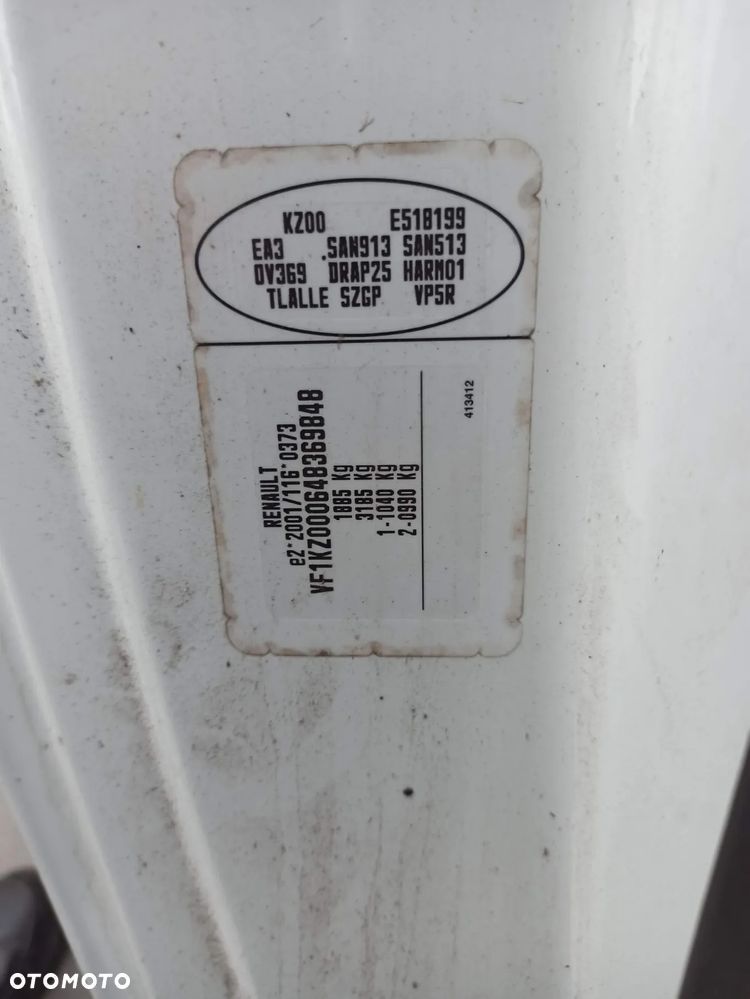 KZ00 E518199
EA3 .SAN913 SAN513
OV369 DRAP25 HARM01
TLALLE SZGP VP5R
RENAULT
e2*2001/116*0373
VF1KZ000648369848
1885 Kg
3185 Kg
1-1040 Kg
2-0990 Kg
413412
OTOMOTO